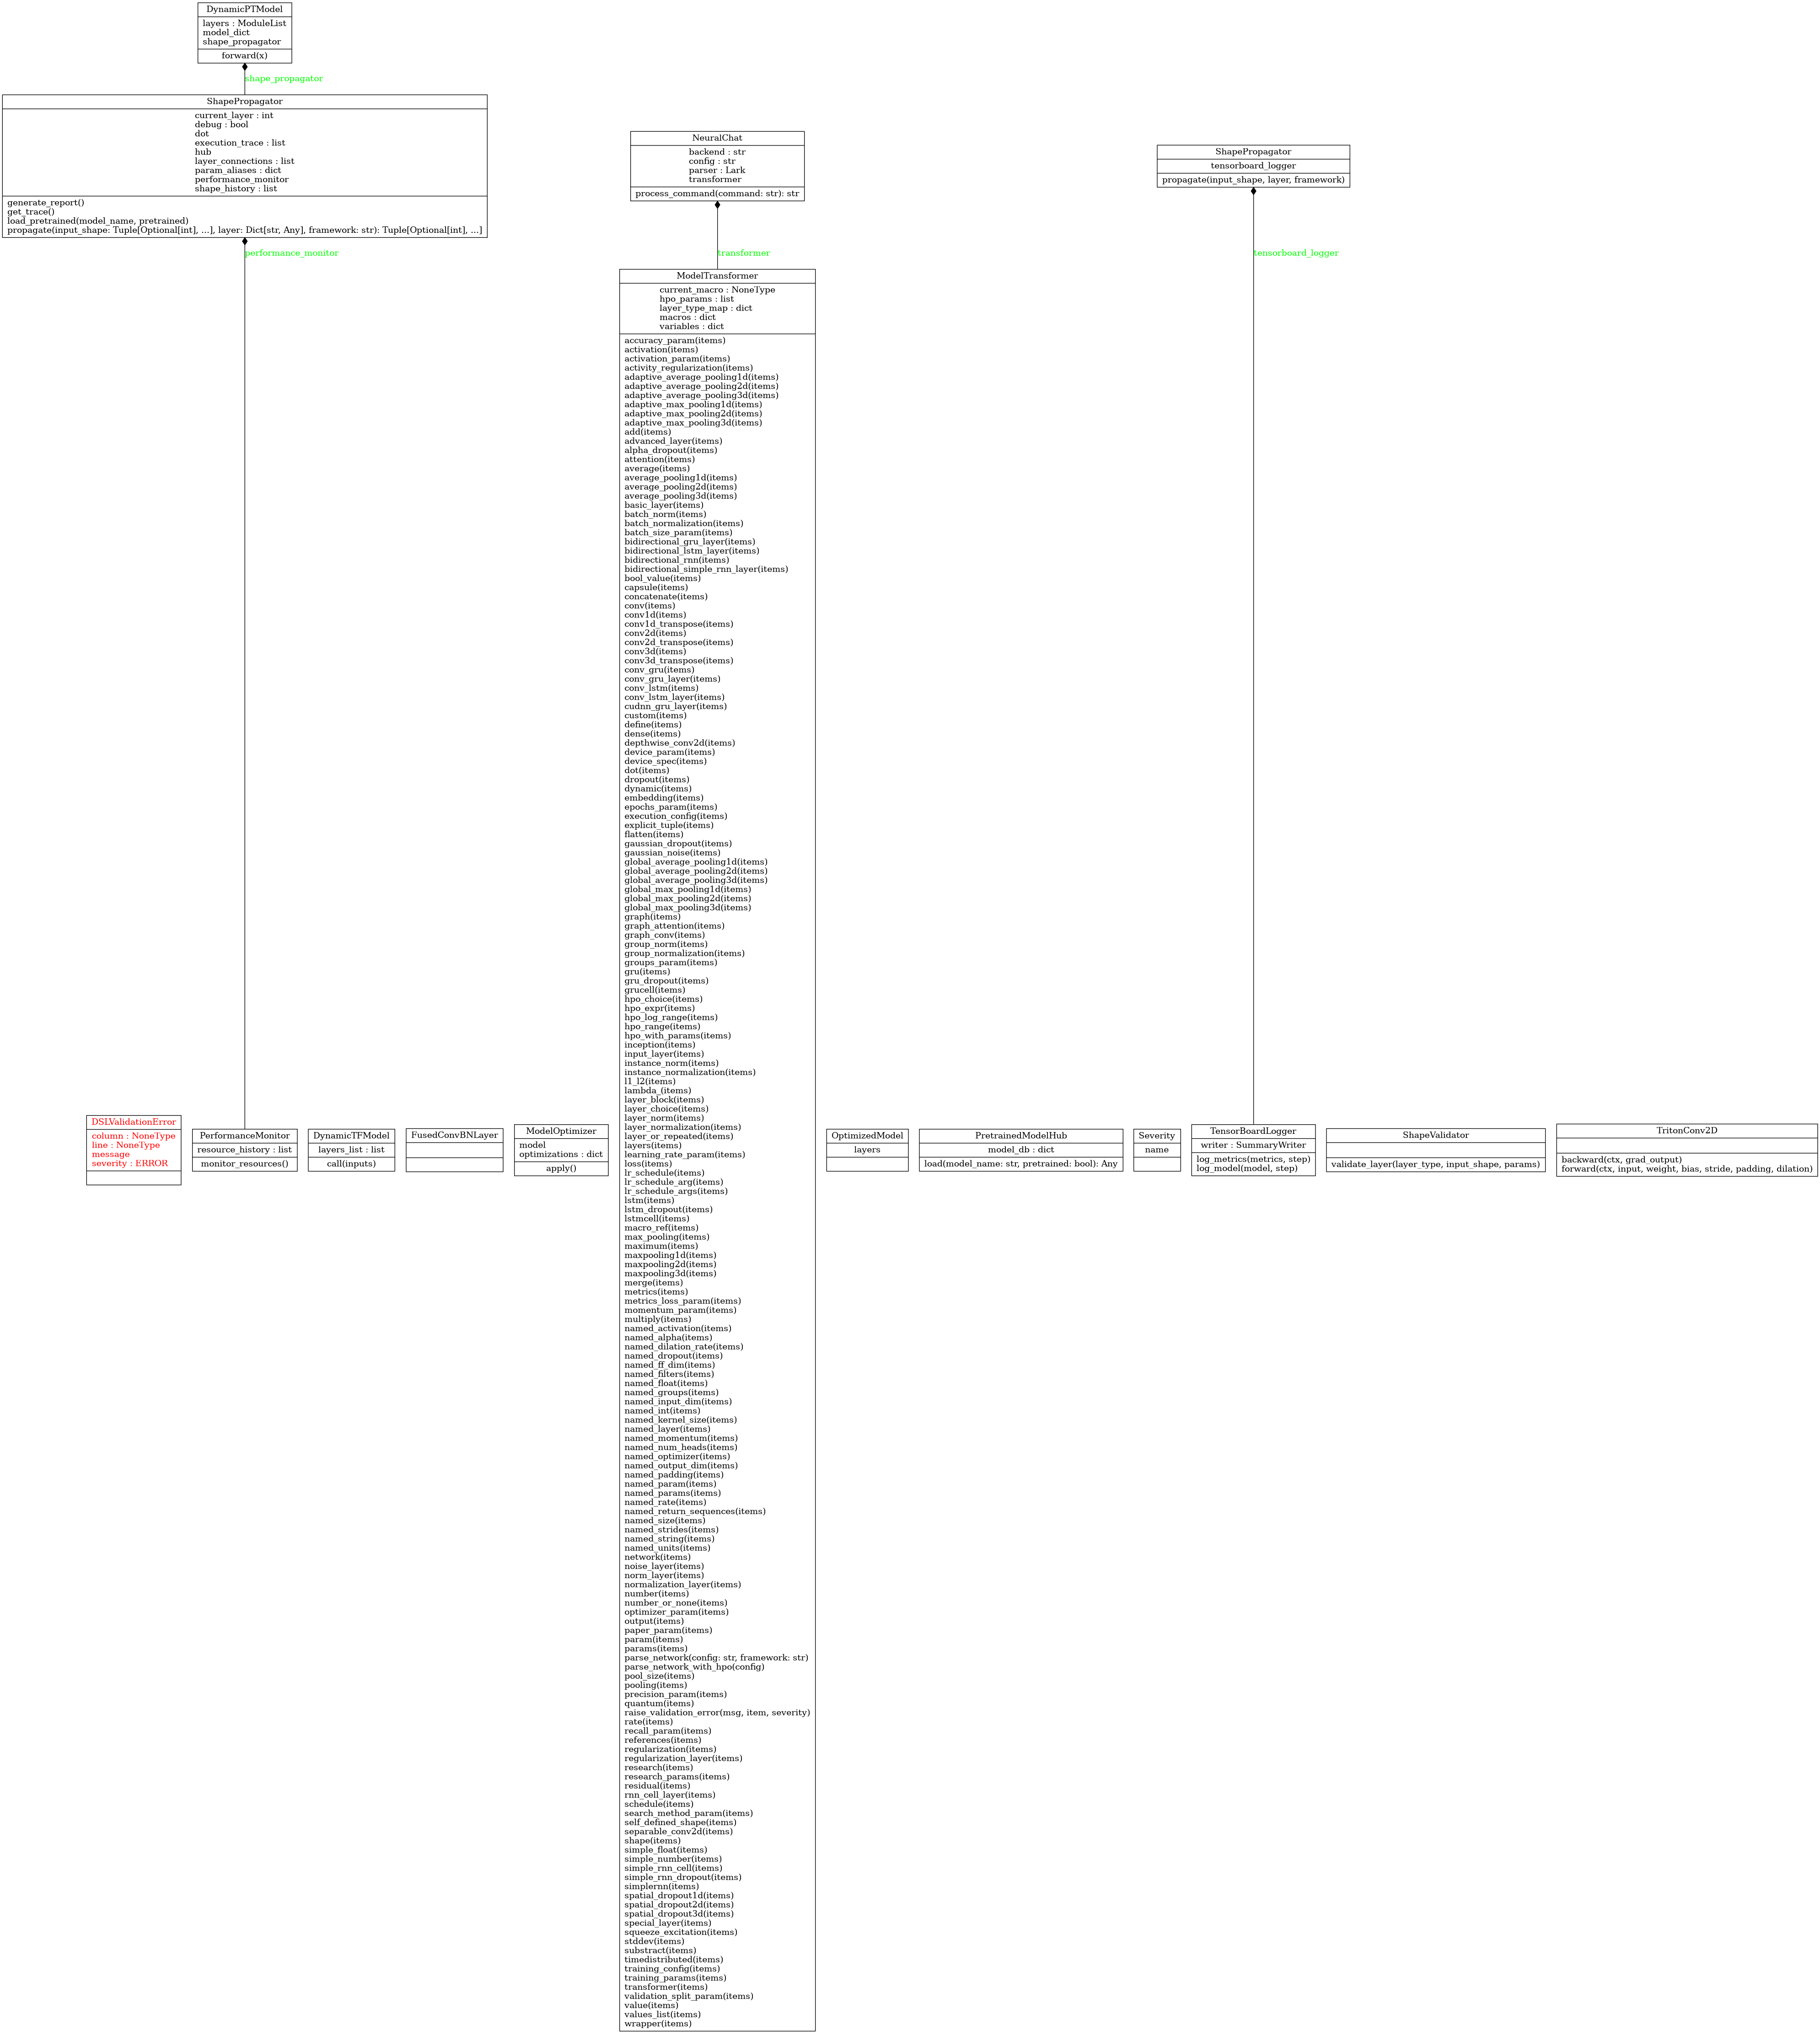 DynamicPTModel
layers : ModuleList
model_dict
shape_propagator
forward(x)
shape_propagator
ShapePropagator
current_layer : int
debug : bool
dot
execution_trace : list
hub
layer_connections : list
param_aliases : dict
performance_monitor
shape_history : list
generate_report()
get_trace()
load_pretrained(model_name, pretrained)
propagate(input_shape: Tuple[Optional[int], ...], layer: Dict[str, Any], framework: str): Tuple[Optional[int], ...]
performance_monitor
NeuralChat
backend : str
config : str
parser : Lark
transformer
process_command(command: str): str
transformer
ShapePropagator
tensorboard_logger
propagate(input_shape, layer, framework)
tensorboard_logger
DSLValidationError
column : NoneType
line : NoneType
message
severity : ERROR
PerformanceMonitor
resource_history : list
monitor_resources()
DynamicTFModel
layers_list : list
call(inputs)
FusedConvBNLayer
ModelOptimizer
model
optimizations : dict
apply()
ModelTransformer
current_macro : NoneType
hpo_params : list
layer_type_map : dict
macros : dict
variables : dict
accuracy_param(items)
activation(items)
activation_param(items)
activity_regularization(items)
adaptive_average_pooling1d(items)
adaptive_average_pooling2d(items)
adaptive_average_pooling3d(items)
adaptive_max_pooling1d(items)
adaptive_max_pooling2d(items)
adaptive_max_pooling3d(items)
add(items)
advanced_layer(items)
alpha_dropout(items)
attention(items)
average(items)
average_pooling1d(items)
average_pooling2d(items)
average_pooling3d(items)
basic_layer(items)
batch_norm(items)
batch_normalization(items)
batch_size_param(items)
bidirectional_gru_layer(items)
bidirectional_lstm_layer(items)
bidirectional_rnn(items)
bidirectional_simple_rnn_layer(items)
bool_value(items)
capsule(items)
concatenate(items)
conv(items)
conv1d(items)
conv1d_transpose(items)
conv2d(items)
conv2d_transpose(items)
conv3d(items)
conv3d_transpose(items)
conv_gru(items)
conv_gru_layer(items)
conv_lstm(items)
conv_lstm_layer(items)
cudnn_gru_layer(items)
custom(items)
define(items)
dense(items)
depthwise_conv2d(items)
device_param(items)
device_spec(items)
dot(items)
dropout(items)
dynamic(items)
embedding(items)
epochs_param(items)
execution_config(items)
explicit_tuple(items)
flatten(items)
gaussian_dropout(items)
gaussian_noise(items)
global_average_pooling1d(items)
global_average_pooling2d(items)
global_average_pooling3d(items)
global_max_pooling1d(items)
global_max_pooling2d(items)
global_max_pooling3d(items)
graph(items)
graph_attention(items)
graph_conv(items)
group_norm(items)
group_normalization(items)
groups_param(items)
gru(items)
gru_dropout(items)
grucell(items)
hpo_choice(items)
hpo_expr(items)
hpo_log_range(items)
hpo_range(items)
hpo_with_params(items)
inception(items)
input_layer(items)
instance_norm(items)
instance_normalization(items)
l1_l2(items)
lambda_(items)
layer_block(items)
layer_choice(items)
layer_norm(items)
layer_normalization(items)
layer_or_repeated(items)
layers(items)
learning_rate_param(items)
loss(items)
lr_schedule(items)
lr_schedule_arg(items)
lr_schedule_args(items)
lstm(items)
lstm_dropout(items)
lstmcell(items)
macro_ref(items)
max_pooling(items)
maximum(items)
maxpooling1d(items)
maxpooling2d(items)
maxpooling3d(items)
merge(items)
metrics(items)
metrics_loss_param(items)
momentum_param(items)
multiply(items)
named_activation(items)
named_alpha(items)
named_dilation_rate(items)
named_dropout(items)
named_ff_dim(items)
named_filters(items)
named_float(items)
named_groups(items)
named_input_dim(items)
named_int(items)
named_kernel_size(items)
named_layer(items)
named_momentum(items)
named_num_heads(items)
named_optimizer(items)
named_output_dim(items)
named_padding(items)
named_param(items)
named_params(items)
named_rate(items)
named_return_sequences(items)
named_size(items)
named_strides(items)
named_string(items)
named_units(items)
network(items)
noise_layer(items)
norm_layer(items)
normalization_layer(items)
number(items)
number_or_none(items)
optimizer_param(items)
output(items)
paper_param(items)
param(items)
params(items)
parse_network(config: str, framework: str)
parse_network_with_hpo(config)
pool_size(items)
pooling(items)
precision_param(items)
quantum(items)
raise_validation_error(msg, item, severity)
rate(items)
recall_param(items)
references(items)
regularization(items)
regularization_layer(items)
research(items)
research_params(items)
residual(items)
rnn_cell_layer(items)
schedule(items)
search_method_param(items)
self_defined_shape(items)
separable_conv2d(items)
shape(items)
simple_float(items)
simple_number(items)
simple_rnn_cell(items)
simple_rnn_dropout(items)
simplernn(items)
spatial_dropout1d(items)
spatial_dropout2d(items)
spatial_dropout3d(items)
special_layer(items)
squeeze_excitation(items)
stddev(items)
substract(items)
timedistributed(items)
training_config(items)
training_params(items)
transformer(items)
validation_split_param(items)
value(items)
values_list(items)
wrapper(items)
OptimizedModel
layers
PretrainedModelHub
model_db : dict
load(model_name: str, pretrained: bool): Any
Severity
name
TensorBoardLogger
writer : SummaryWriter
log_metrics(metrics, step)
log_model(model, step)
ShapeValidator
validate_layer(layer_type, input_shape, params)
TritonConv2D
backward(ctx, grad_output)
forward(ctx, input, weight, bias, stride, padding, dilation)